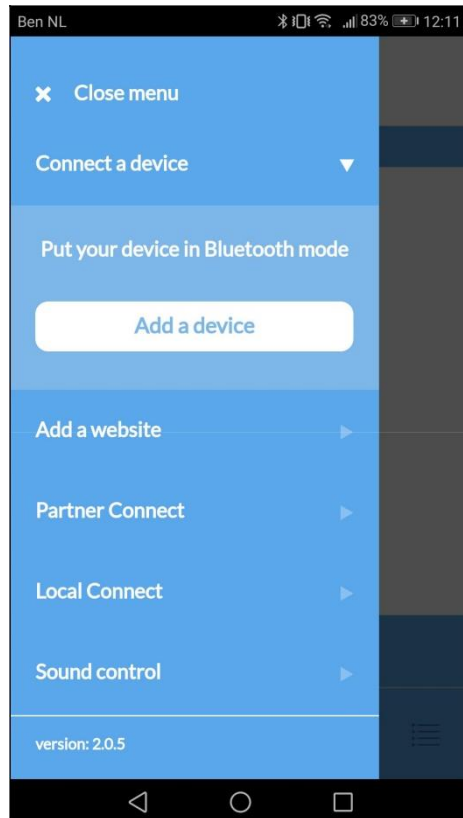 Ben NL 83% 12:11
Close menu
Connect a device
Put your device in Bluetooth mode
Add a device
Add a website
Partner Connect
Local Connect
Sound control
version: 2.0.5